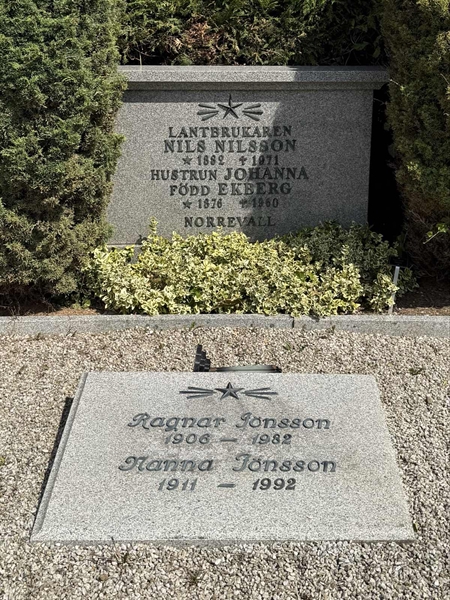 LANTBRUKAREN
NILS NILSSON
★ 1882 ✝ 1971
HUSTRUN JOHANNA
FÖDD EKBERG
★ 1876 ✝ 1960
NORREVALL
Ragnar Jönsson
1906 – 1982
Nanna Jönsson
1911 – 1992